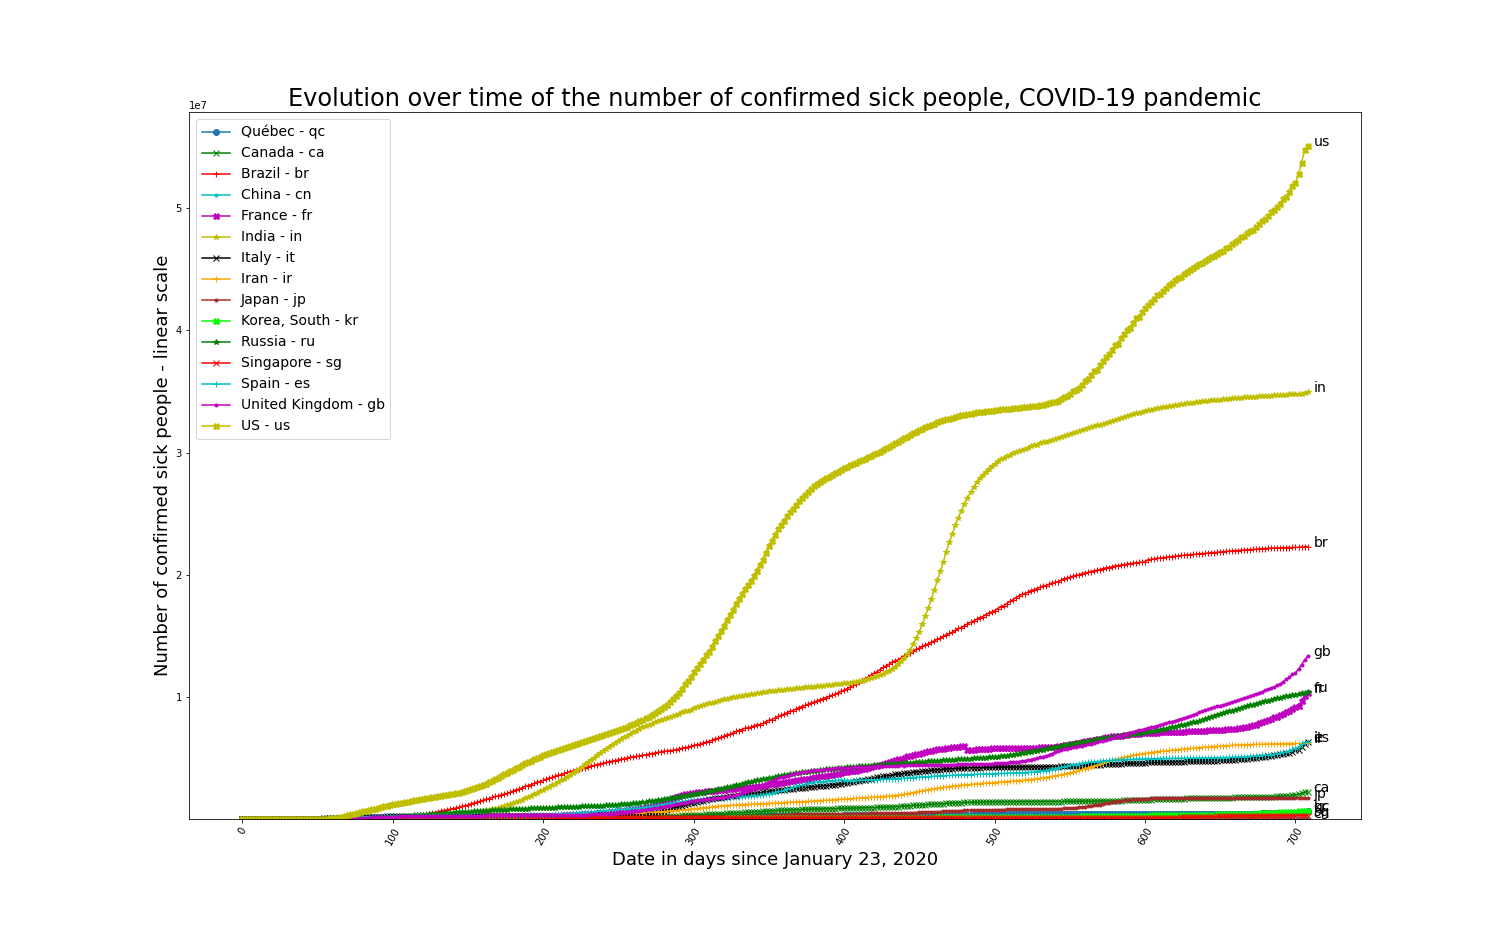 Evolution over time of the number of confirmed sick people, COVID-19 pandemic
1e7
Québec - qc
Canada - ca
Brazil - br
China - cn
France - fr
India - in
Italy - it
Iran - ir
Japan - jp
Korea, South - kr
Russia - ru
Singapore - sg
Spain - es
United Kingdom - gb
US - us
Number of confirmed sick people - linear scale
5
4
3
2
1
us
in
br
gb
ru
es
ca
jp
0
100
200
300
400
500
600
700
Date in days since January 23, 2020